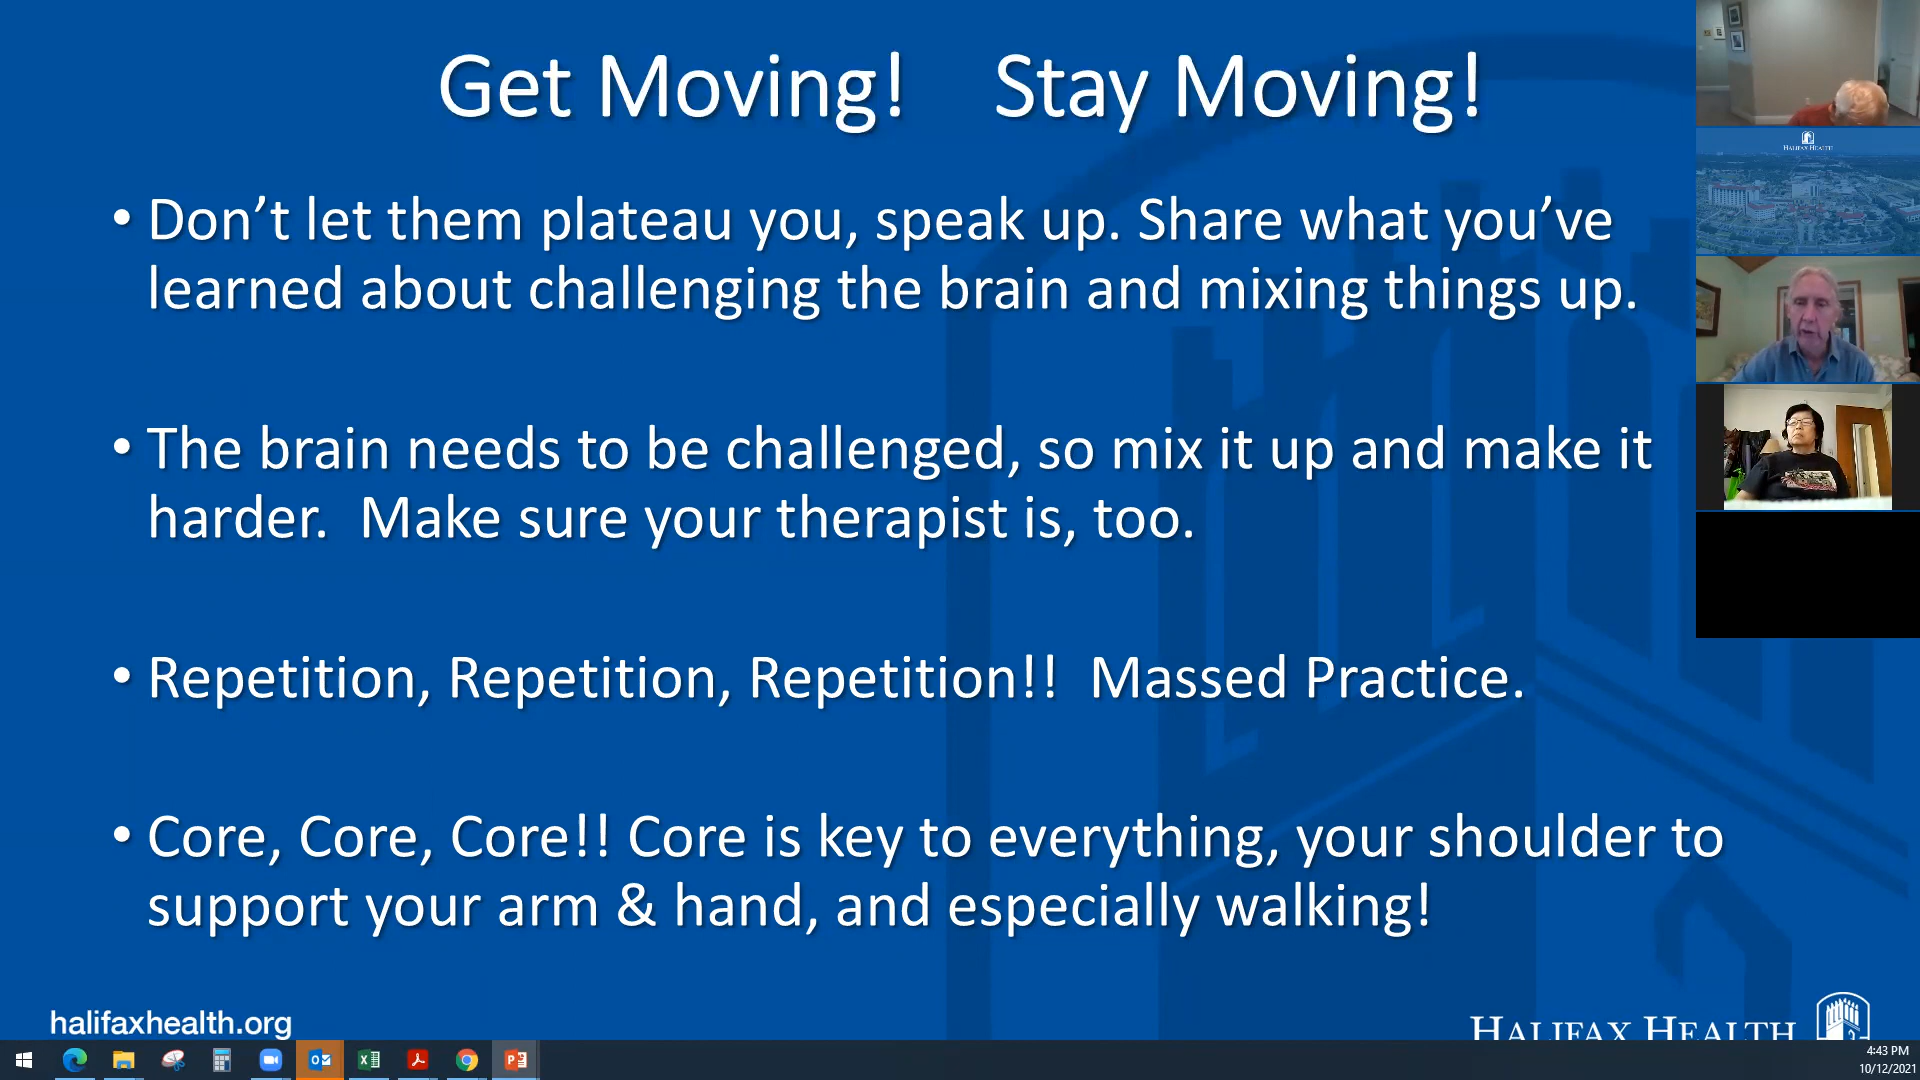 Get Moving! Stay Moving!
• Don’t let them plateau you, speak up. Share what you’ve
learned about challenging the brain and mixing things up.
• The brain needs to be challenged, so mix it up and make it
harder. Make sure your therapist is, too.
• Repetition, Repetition, Repetition!! Massed Practice.
• Core, Core, Core!! Core is key to everything, your shoulder to
support your arm & hand, and especially walking!
halifaxhealth.org
HALIFAX HEALTH
HALIFAX HEALTH
4:43 PM
10/12/2021